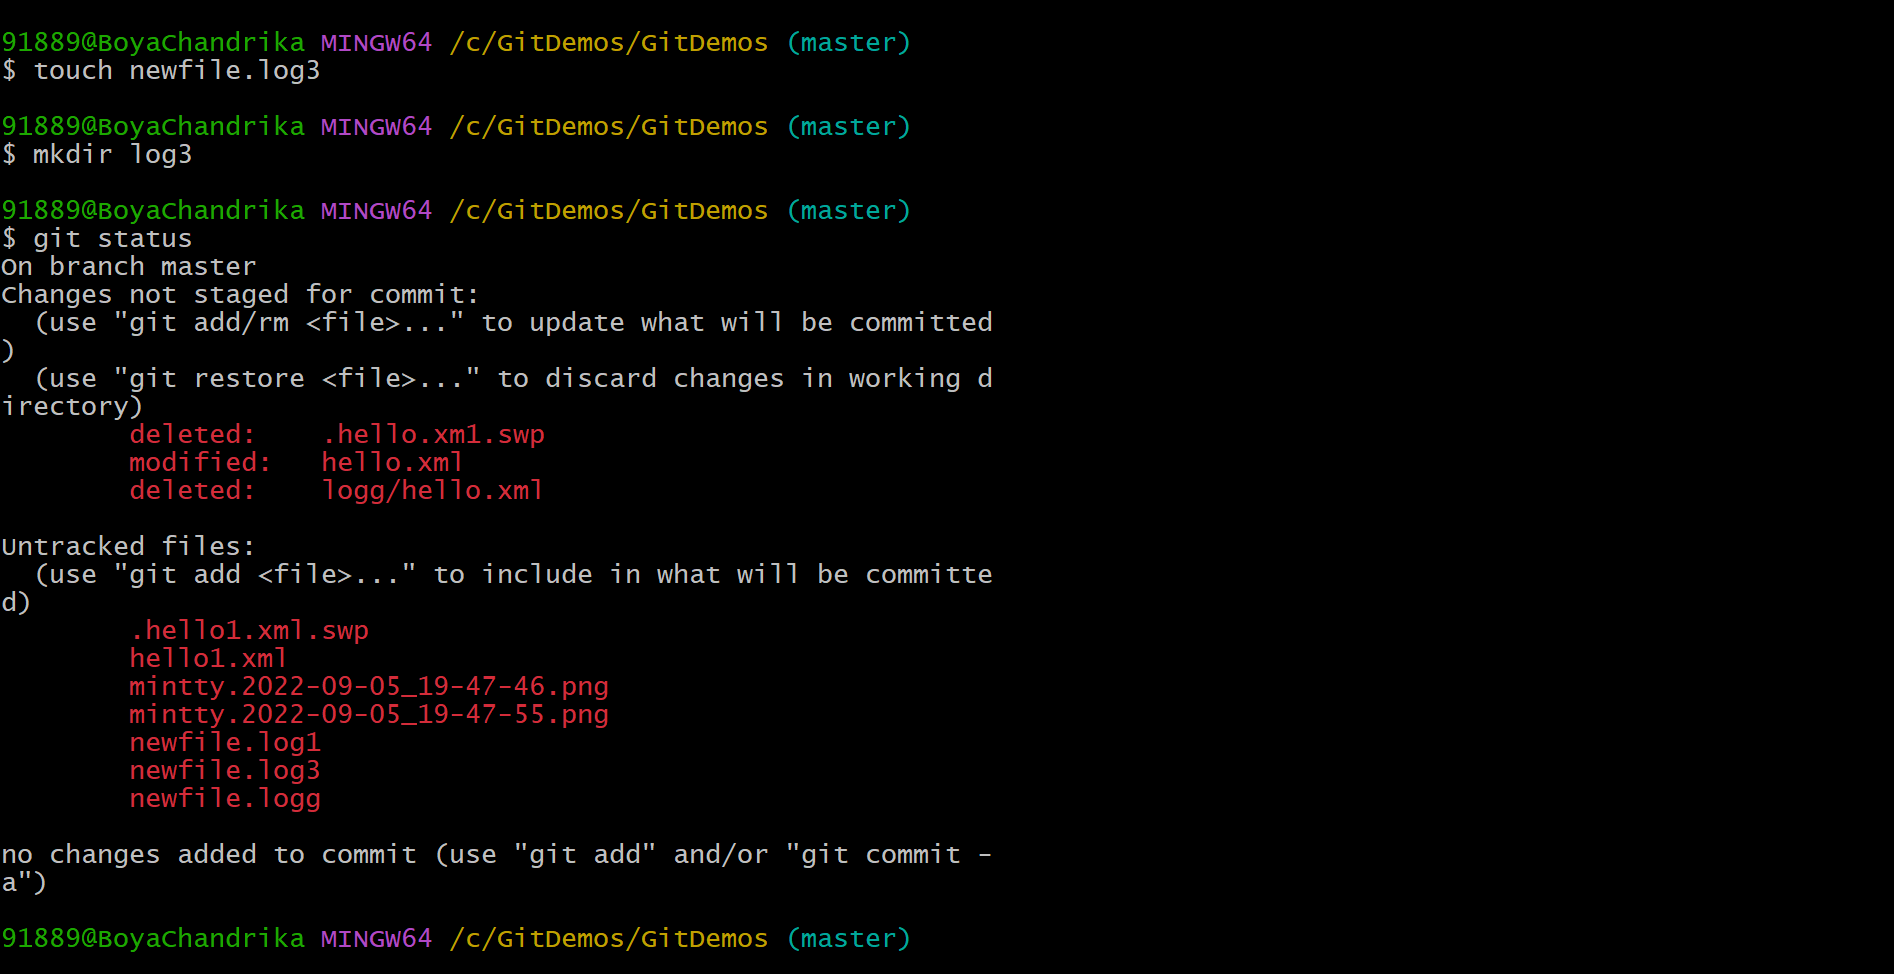 91889@BoyaChandrika MINGW64 /c/GitDemos/GitDemos (master)
$ touch newfile.log3
91889@BoyaChandrika MINGW64 /c/GitDemos/GitDemos (master)
$ mkdir log3
91889@BoyaChandrika MINGW64 /c/GitDemos/GitDemos (master)
$ git status
On branch master
Changes not staged for commit:
  (use "git add/rm <file>..." to update what will be committed
)
  (use "git restore <file>..." to discard changes in working d
irectory)
        deleted:    .hello.xm1.swp
        modified:   hello.xml
        deleted:    logg/hello.xml
Untracked files:
  (use "git add <file>..." to include in what will be committe
d)
        .hello1.xml.swp
        hello1.xml
        mintty.2022-09-05_19-47-46.png
        mintty.2022-09-05_19-47-55.png
        newfile.log1
        newfile.log3
        newfile.logg
no changes added to commit (use "git add" and/or "git commit -
a")
91889@BoyaChandrika MINGW64 /c/GitDemos/GitDemos (master)